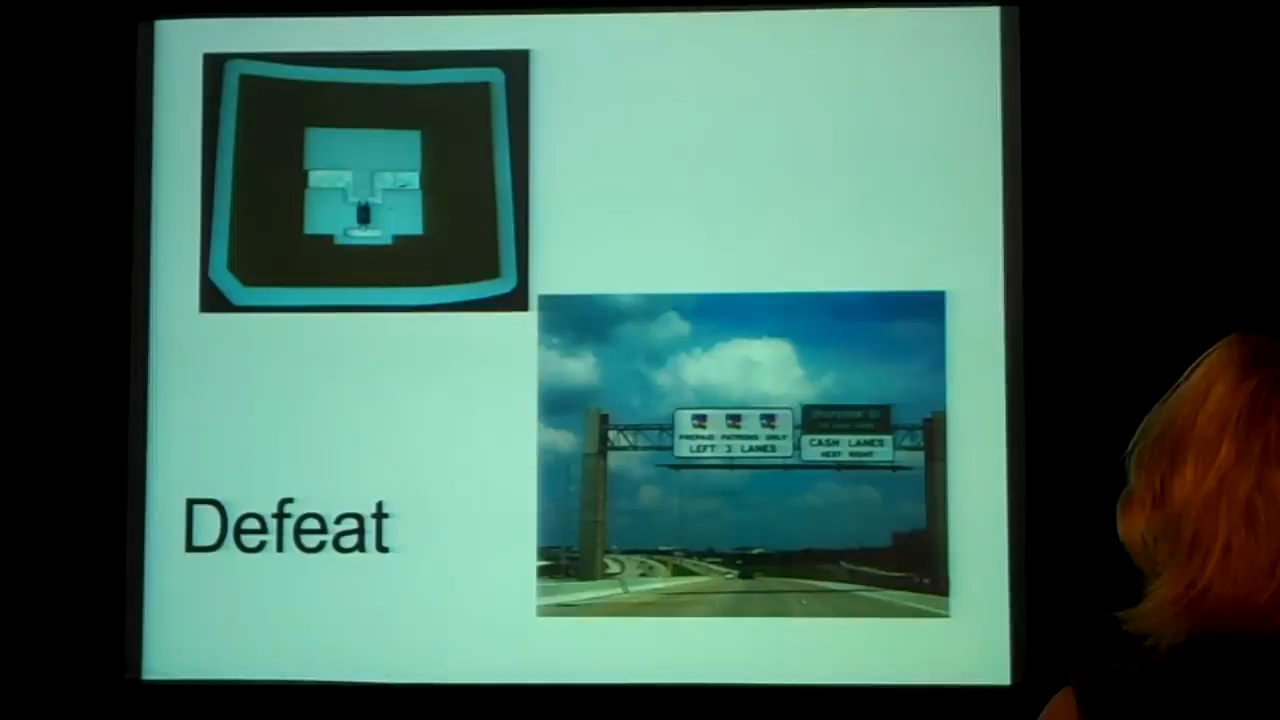 PREPAID PATRONS ONLY
LEFT 3 LANES
CASH LANES
NEXT RIGHT
Defeat